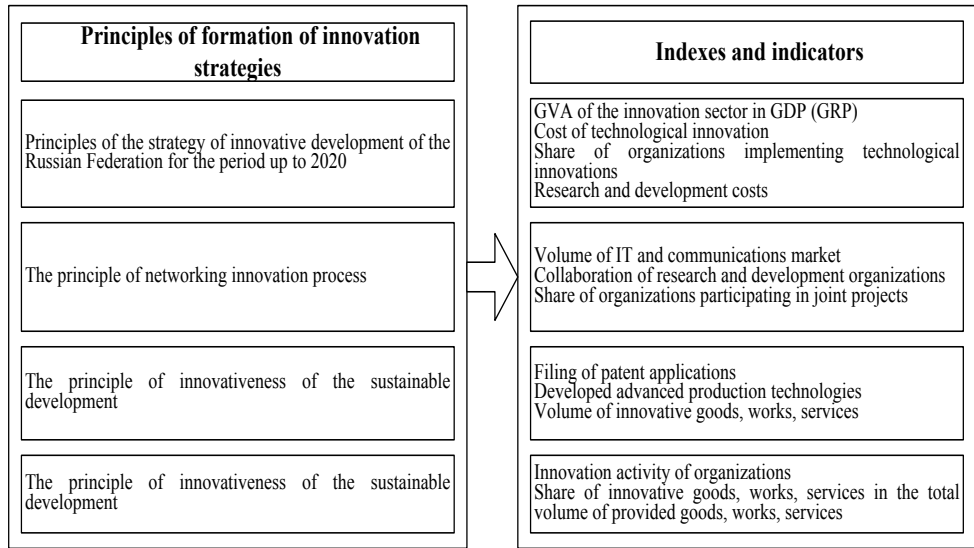 Principles of formation of innovation
strategies
Principles of the strategy of innovative development of the
Russian Federation for the period up to 2020
The principle of networking innovation process
The principle of innovativeness of the sustainable
development
The principle of innovativeness of the sustainable
development
Indexes and indicators
GVA of the innovation sector in GDP (GRP)
Cost of technological innovation
Share of organizations implementing technological
innovations
Research and development costs
Volume of IT and communications market
Collaboration of research and development organizations
Share of organizations participating in joint projects
Filing of patent applications
Developed advanced production technologies
Volume of innovative goods, works, services
Innovation activity of organizations
Share of innovative goods, works, services in the total
volume of provided goods, works, services